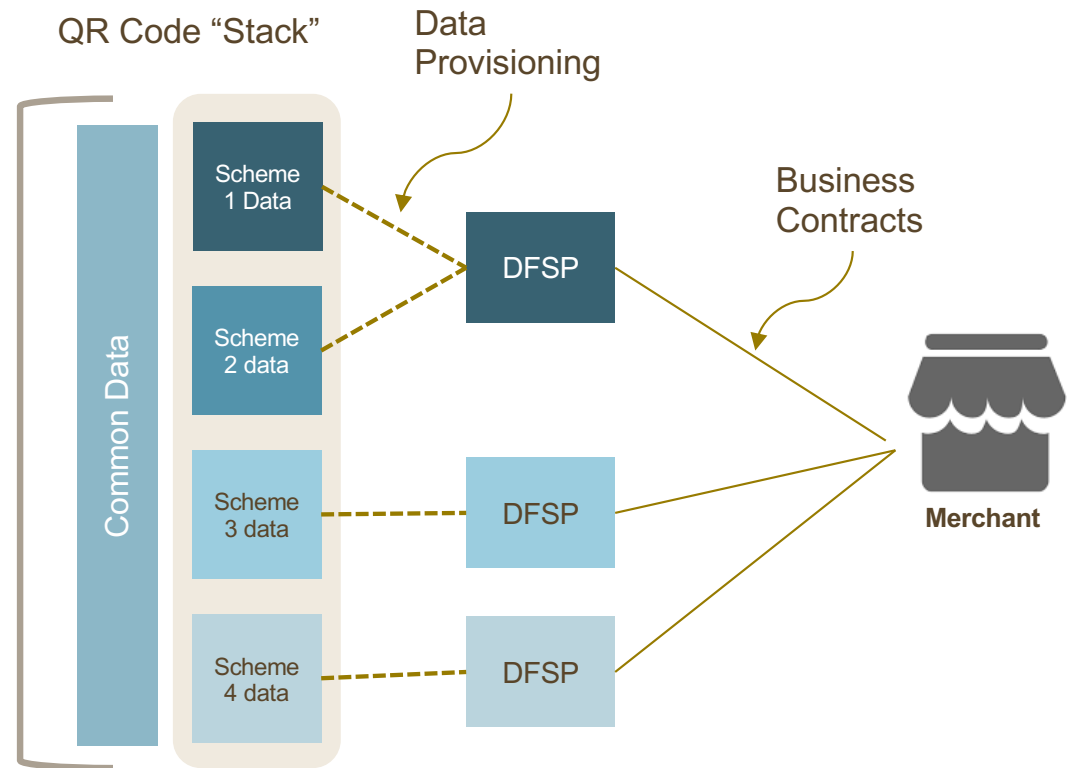 QR Code “Stack”
Data
Provisioning
Common Data
Scheme
1 Data
Scheme
2 data
Scheme
3 data
Scheme
4 data
DFSP
DFSP
DFSP
Business
Contracts
Merchant